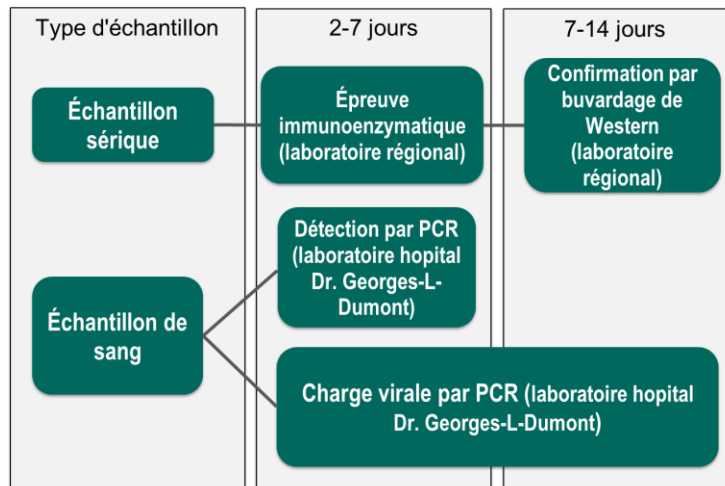 Type d'échantillon
2-7 jours
7-14 jours
Échantillon
sérique
Épreuve
immunoenzymatique
(laboratoire régional)
Confirmation par
buvardage de
Western
(laboratoire
régional)
Échantillon de
sang
Détection par PCR
(laboratoire hopital
Dr. Georges-L-
Dumont)
Charge virale par PCR (laboratoire hopital
Dr. Georges-L-Dumont)